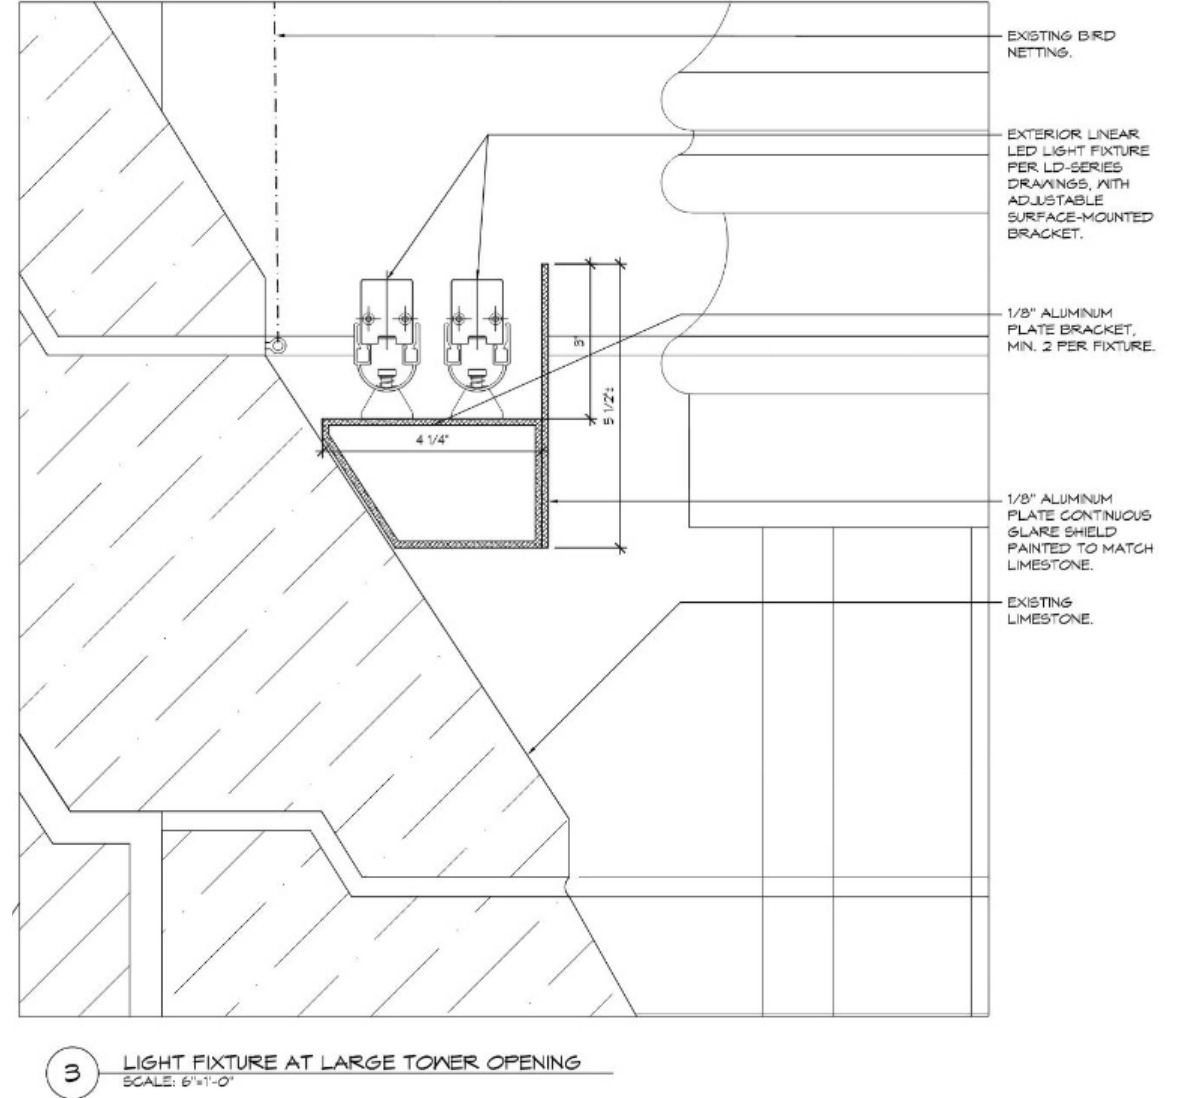 EXISTING BIRD
NETTING.
EXTERIOR LINEAR
LED LIGHT FIXTURE
PER LD-SERIES
DRAWINGS, WITH
ADJUSTABLE
SURFACE-MOUNTED
BRACKET.
1/8" ALUMINUM
PLATE BRACKET,
MIN. 2 PER FIXTURE.
3"
5 1/2"±
4 1/4"
1/8" ALUMINUM
PLATE CONTINUOUS
GLARE SHIELD
PAINTED TO MATCH
LIMESTONE.
EXISTING
LIMESTONE.
3
LIGHT FIXTURE AT LARGE TOWER OPENING
SCALE: 6"=1'-0"